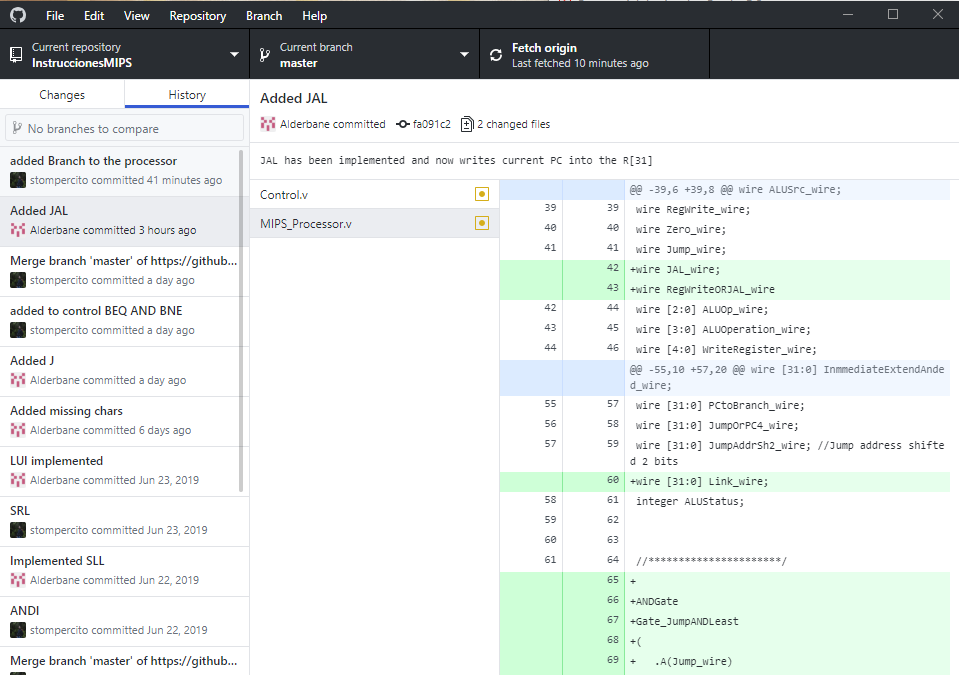 File Edit View Repository Branch Help
Current repository
InstruccionesMIPS
Current branch
master
Fetch origin
Last fetched 10 minutes ago
Changes History
No branches to compare
added Branch to the processor
stompercito committed 41 minutes ago
Added JAL
Alderbane committed 3 hours ago
Merge branch 'master' of https://github...
stompercito committed a day ago
added to control BEQ AND BNE
stompercito committed a day ago
Added J
Alderbane committed a day ago
Added missing chars
Alderbane committed 6 days ago
LUI implemented
Alderbane committed Jun 23, 2019
SRL
stompercito committed Jun 23, 2019
Implemented SLL
Alderbane committed Jun 22, 2019
ANDI
stompercito committed Jun 22, 2019
Merge branch 'master' of https://github...
Added JAL
Alderbane committed fa091c2 2 changed files
JAL has been implemented and now writes current PC into the R[31]
Control.v
MIPS_Processor.v
@@ -39,6 +39,8 @@ wire ALUSrc_wire;
39 39 wire RegWrite_wire;
40 40 wire Zero_wire;
41 41 wire Jump_wire;
42 +wire JAL_wire;
43 +wire RegWriteORJAL_wire
42 44 wire [2:0] ALUOp_wire;
43 45 wire [3:0] ALUOperation_wire;
44 46 wire [4:0] WriteRegister_wire;
@@ -55,10 +57,20 @@ wire [31:0] InmmediateExtendAnde
d_wire;
55 57 wire [31:0] PCtoBranch_wire;
56 58 wire [31:0] JumpOrPC4_wire;
57 59 wire [31:0] JumpAddrSh2_wire; //Jump address shifte
d 2 bits
60 +wire [31:0] Link_wire;
58 61 integer ALUStatus;
59 62
60 63
61 64 //**********************/
65 +
66 +ANDGate
67 +Gate_JumpANDLeast
68 +(
69 + .A(Jump_wire)